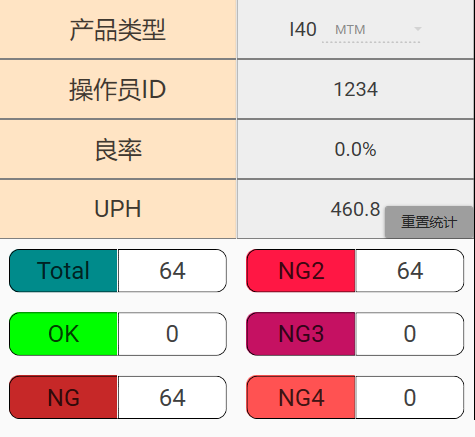 产品类型 I40 MTM
操作员ID 1234
良率 0.0%
UPH 460.8
重置统计
Total 64 NG2 64
OK 0 NG3 0
NG 64 NG4 0